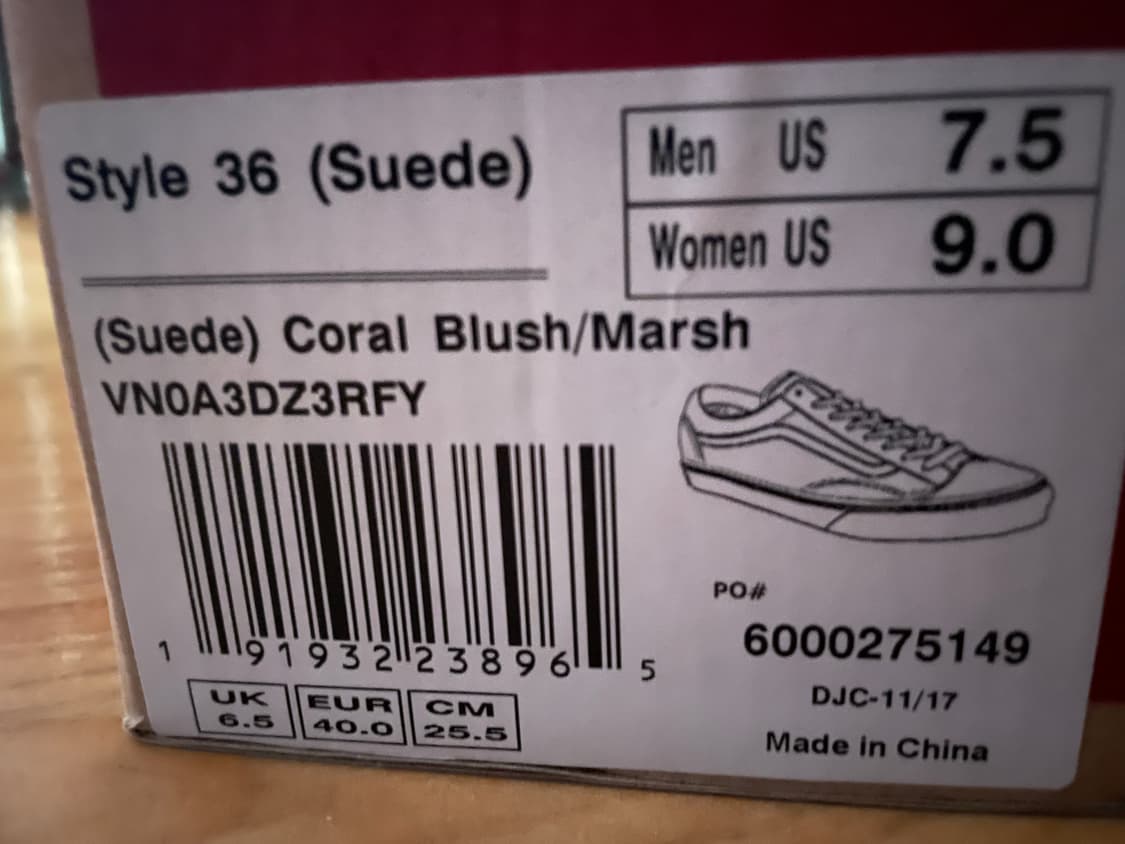 Style 36 (Suede)
Men US 7.5
Women US 9.0
(Suede) Coral Blush/Marsh
VN0A3DZ3RFY
1 91932 23896 5
UK EUR CM
6.5 40.0 25.5
PO#
6000275149
DJC-11/17
Made in China